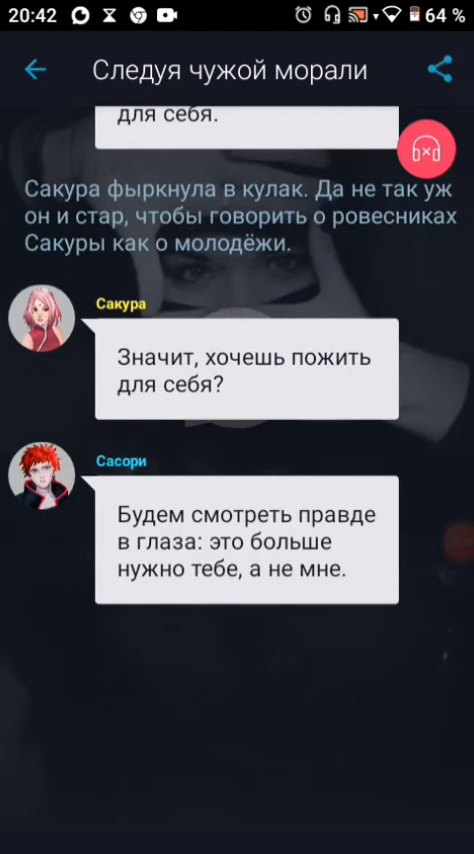 20:42
64 %
Следуя чужой морали
для себя.
Сакура фыркнула в кулак. Да не так уж
он и стар, чтобы говорить о ровесниках
Сакуры как о молодёжи.
Сакура
Значит, хочешь пожить
для себя?
Сасори
Будем смотреть правде
в глаза: это больше
нужно тебе, а не мне.